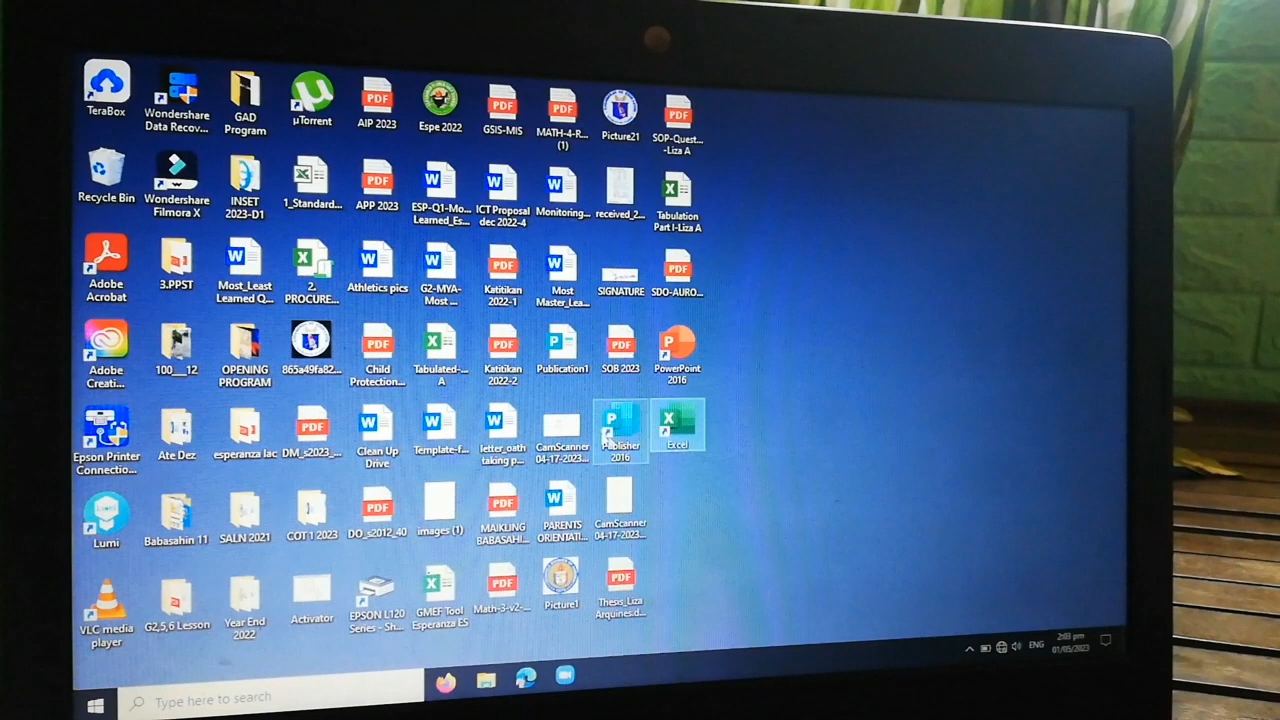 TeraBox
Wondershare
Data Recov...
GAD
Program
µTorrent
AIP 2023
Espe 2022
GSIS-MIS
MATH-4-R...
(1)
Picture21
SOP-Quest...
-Liza A
Recycle Bin
Wondershare
Filmora X
INSET
2023-D1
1_Standard...
APP 2023
ESP-Q1-Mo...
Learned_Es...
ICT Proposal
dec 2022-4
Monitoring...
received_2...
Tabulation
Part I-Liza A
Adobe
Acrobat
3.PPST
Most_Least
Learned Q...
2.
PROCURE...
Athletics pics
G2-MYA-
Most ...
Katitikan
2022-1
Most
Master_Lea...
SIGNATURE
SDO-AURO...
Adobe
Creati...
100___12
OPENING
PROGRAM
865a49fa82...
Child
Protection...
Tabulated-...
A
Katitikan
2022-2
Publication1
SOB 2023
PowerPoint
2016
Epson Printer
Connectio...
Ate Dez
esperanza lac
DM_s2023_...
Clean Up
Drive
Template-f...
letter_oath
taking p...
CamScanner
04-17-2023...
Publisher
2016
Excel
Lumi
Babasahin 11
SALN 2021
COT 1 2023
DO_s2012_40
images (1)
MAIKLING
BABASAHI...
PARENTS
ORIENTATI...
CamScanner
04-17-2023...
VLC media
player
G2,5,6 Lesson
Year End
2022
Activator
EPSON L120
Series - Sh...
GMEF Tool
Esperanza ES
Math-3-v2-...
Picture1
Thesis_Liza
Arquines.d...
Type here to search
ENG
2:03 pm
01/05/2023